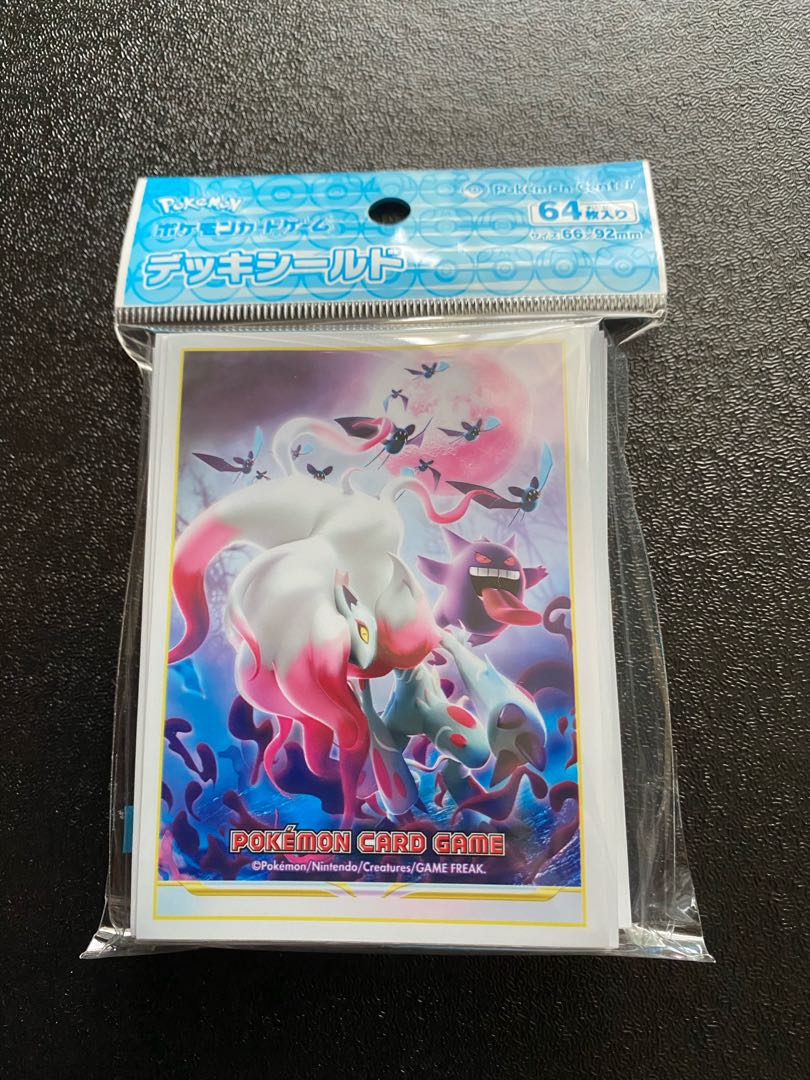 Pokémon
ポケモンカードゲーム
デッキシールド
Pokémon Center
64枚入り
サイズ 66×92mm
POKÉMON CARD GAME
©Pokémon/Nintendo/Creatures/GAME FREAK.